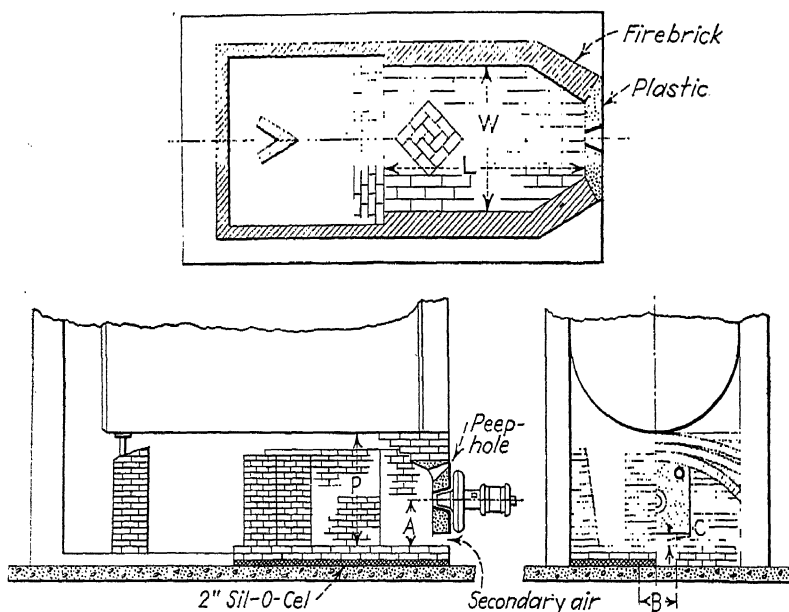 Firebrick
Plastic
W
L
Peep-
hole
P
A
C
B
2" Sil-O-Cel
Secondary air